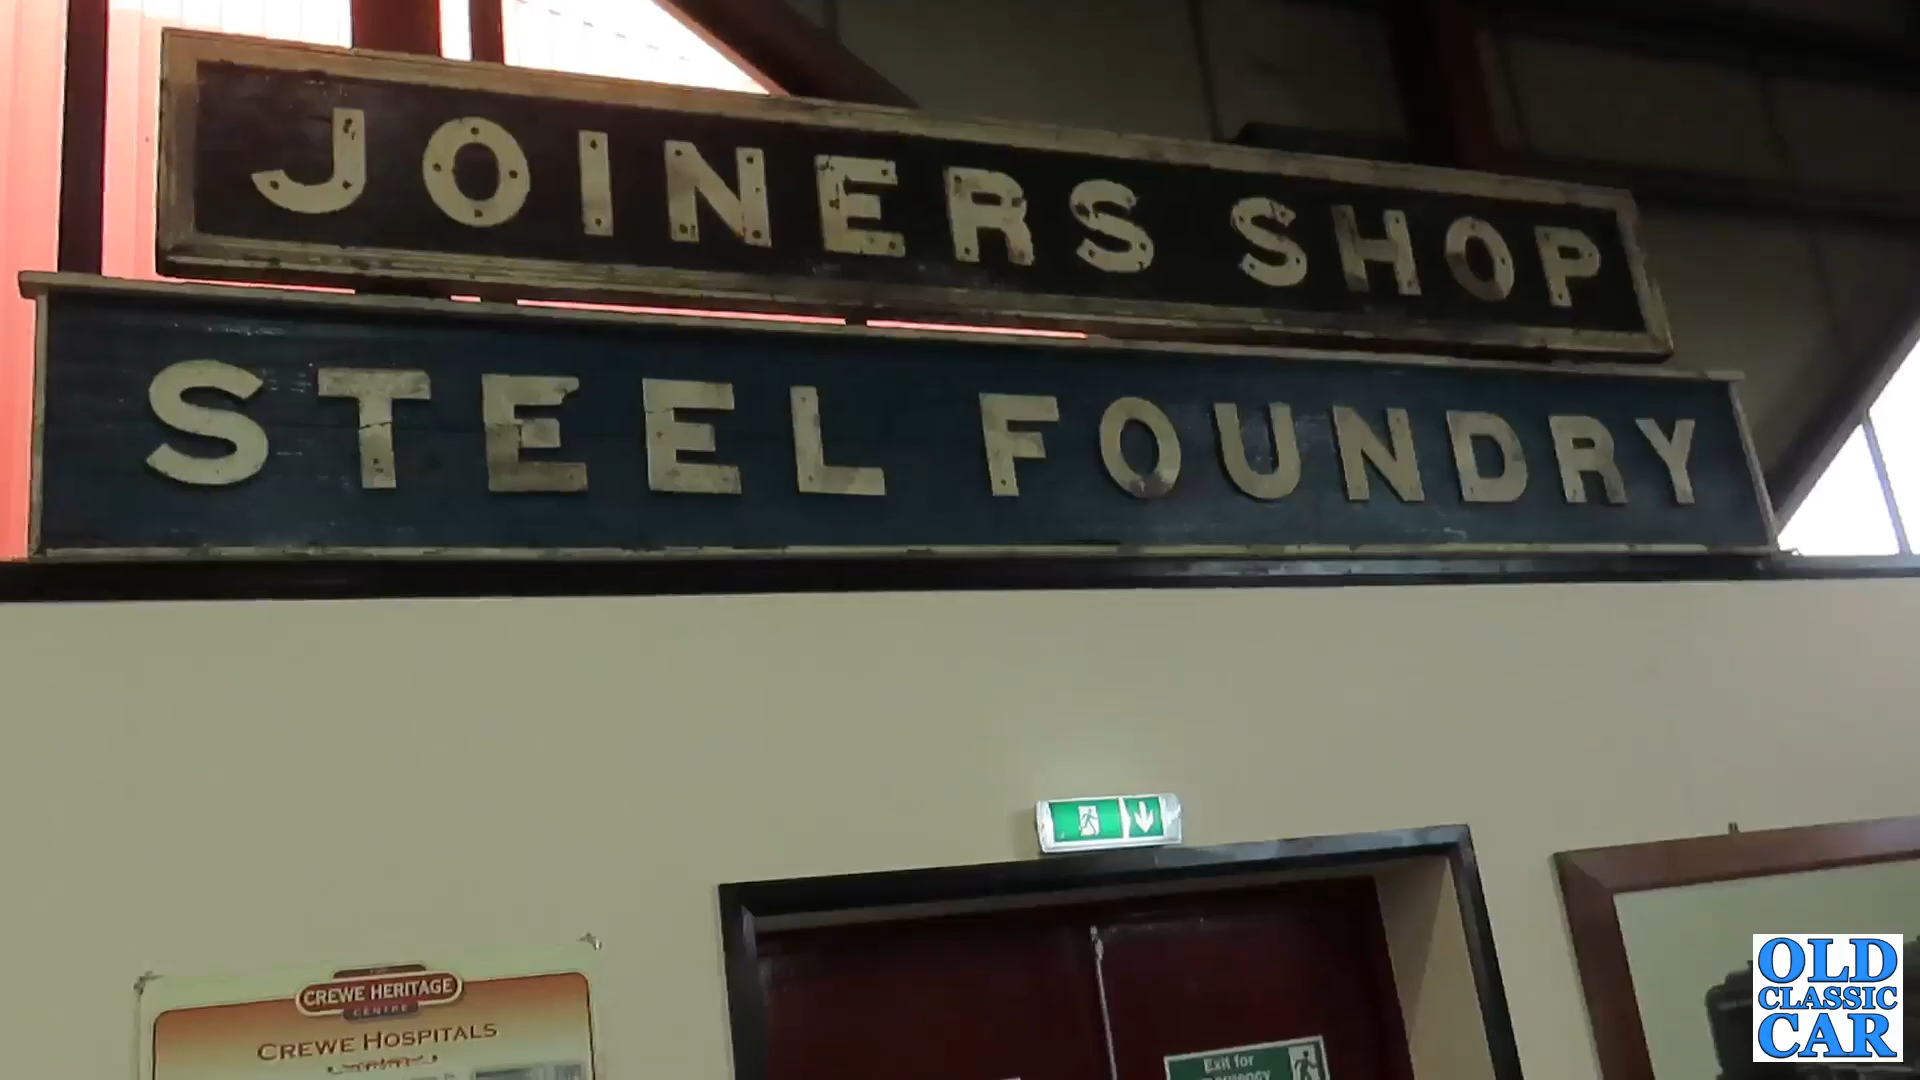 JOINERS SHOP
STEEL FOUNDRY
CREWE HERITAGE
CENTRE
CREWE HOSPITALS
Exit for
OLD
CLASSIC
CAR